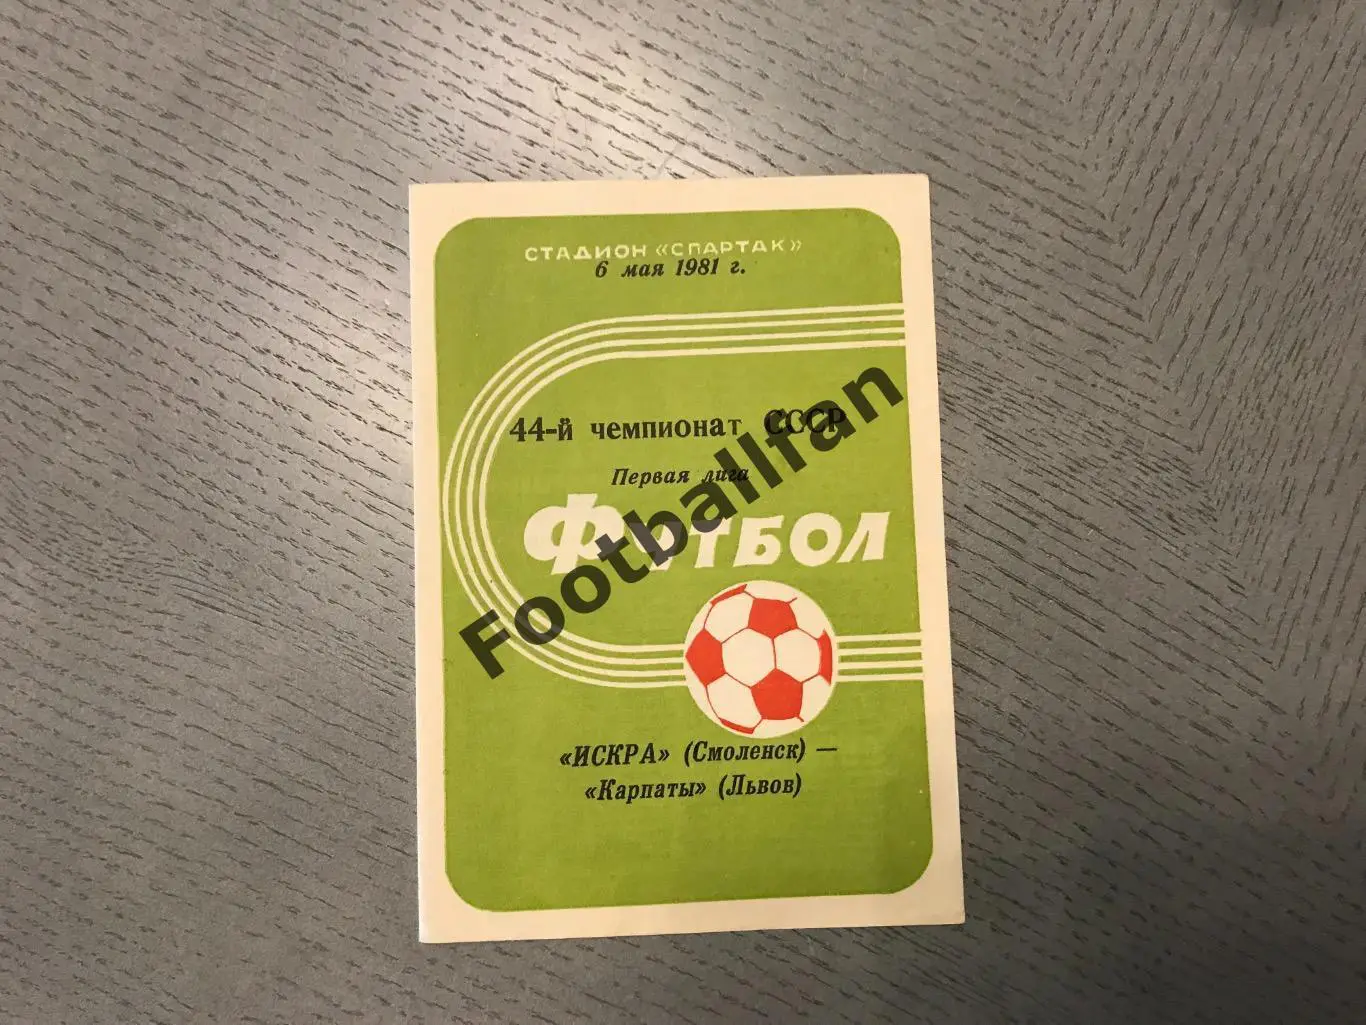 СТАДИОН «СПАРТАК»
6 мая 1981 г.
44-й чемпионат СССР
Первая лига
Футбол
Footballfan
«ИСКРА» (Смоленск) —
«Карпаты» (Львов)